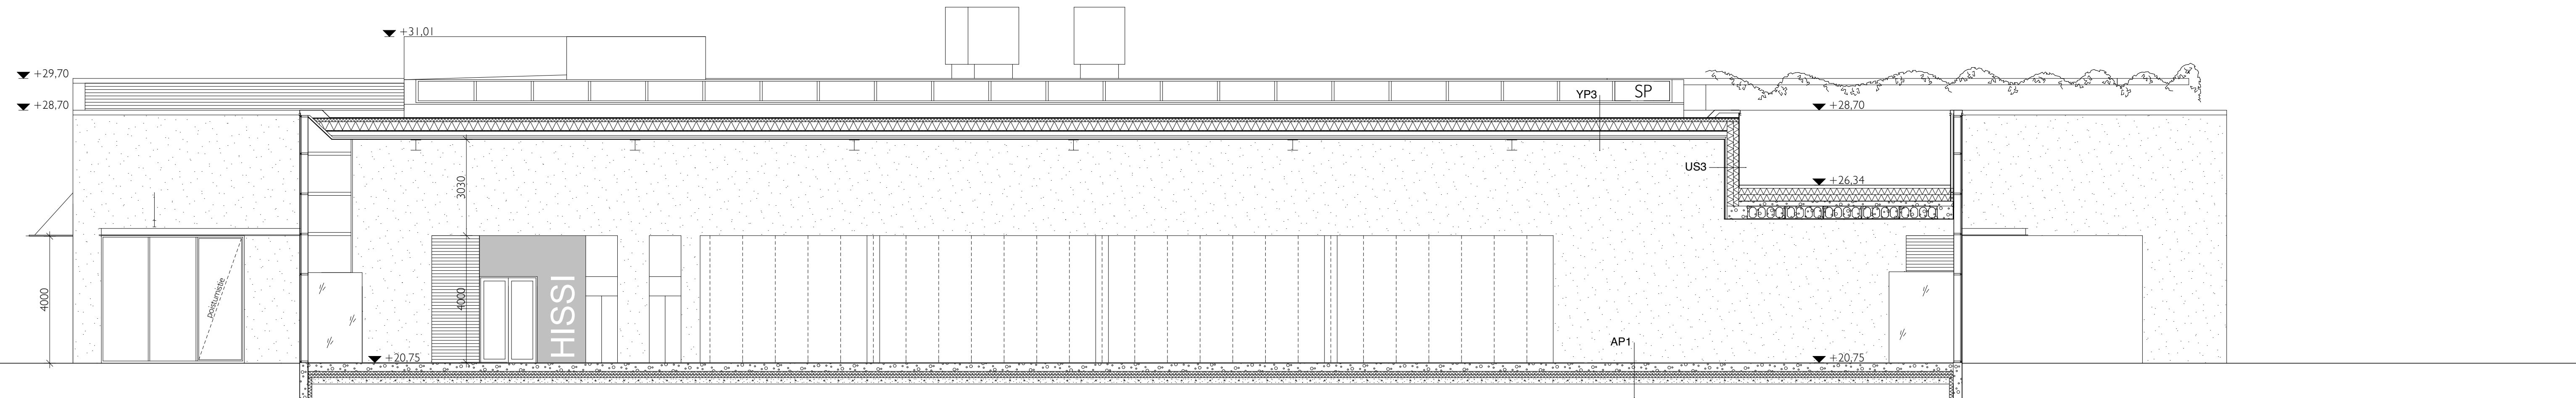 +31,01
+29,70
+28,70
YP3
SP
+28,70
US3
+26,34
3030
4000
Poistumistie
4000
HISSI
AP1
+20,75
+20,75